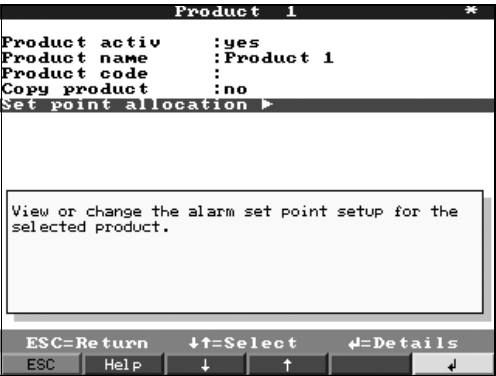 Product 1 *
Product activ :yes
Product name :Product 1
Product code :
Copy product :no
Set point allocation ►
View or change the alarm set point setup for the
selected product.
ESC=Return ↓↑=Select ↲=Details
ESC Help ↓ ↑ ↲